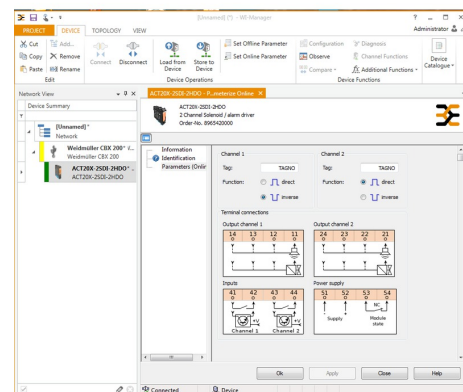 [Unnamed] (*) - WI-Manager
PROJECT DEVICE TOPOLOGY VIEW Administrator
Cut Add...
Copy Remove
Paste Rename
Connect Disconnect
Load from Device Store to Device
Set Offline Parameter
Set Online Parameter
Configuration
Observe
Compare
Diagnosis
Channel Functions
Additional Functions
Device Catalogue
Edit Device Operations Device Functions
Network View
Device Summary
[Unnamed]*
Network
Weidmüller CBX 200* /...
Weidmüller CBX 200
ACT20X-2SDI-2HDO* -...
ACT20X-2SDI-2HDO
ACT20X-2SDI-2HDO - P...meterize Online
ACT20X-2SDI-2HDO
2 Channel Solenoid / alarm driver
Order-No. 8965420000
Information
Identification
Parameters (Onlin
Channel 1 Channel 2
Tag: TAGNO Tag: TAGNO
Function: direct Function: direct
inverse inverse
Terminal connections
Output channel 1 Output channel 2
14 13 12 11 24 23 22 21
Inputs Power supply
41 42 43 44 51 52 53 54
NC
+V +V
Channel 1 Channel 2
Supply Module state
Ok Apply Close Help
Connected Device